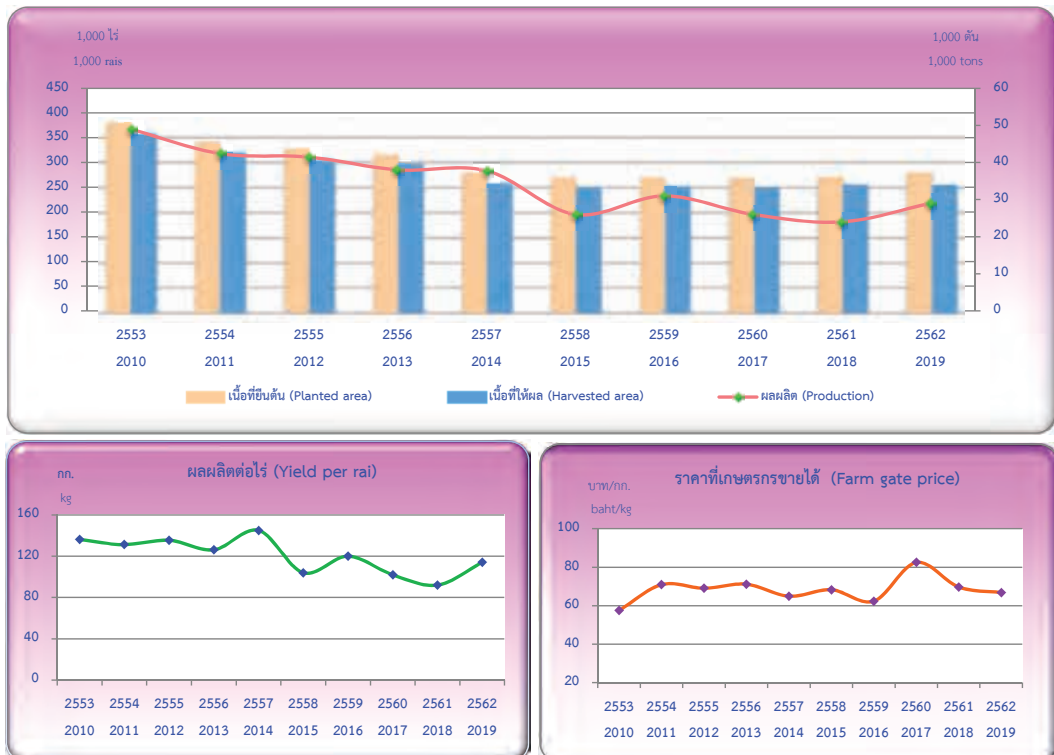 1,000 ไร่ 1,000 ตัน
1,000 rais 1,000 tons
450 60
400 50
350
300 40
250 30
200
150 20
100 10
50
0 0
2553 2554 2555 2556 2557 2558 2559 2560 2561 2562
2010 2011 2012 2013 2014 2015 2016 2017 2018 2019
เนื้อที่ยืนต้น (Planted area) เนื้อที่ให้ผล (Harvested area) ผลผลิต (Production)
กก. ผลผลิตต่อไร่ (Yield per rai)
kg
160
120
80
40
0
2553 2554 2555 2556 2557 2558 2559 2560 2561 2562
2010 2011 2012 2013 2014 2015 2016 2017 2018 2019
บาท/กก. ราคาที่เกษตรกรขายได้ (Farm gate price)
baht/kg
100
80
60
40
20
2553 2554 2555 2556 2557 2558 2559 2560 2561 2562
2010 2011 2012 2013 2014 2015 2016 2017 2018 2019